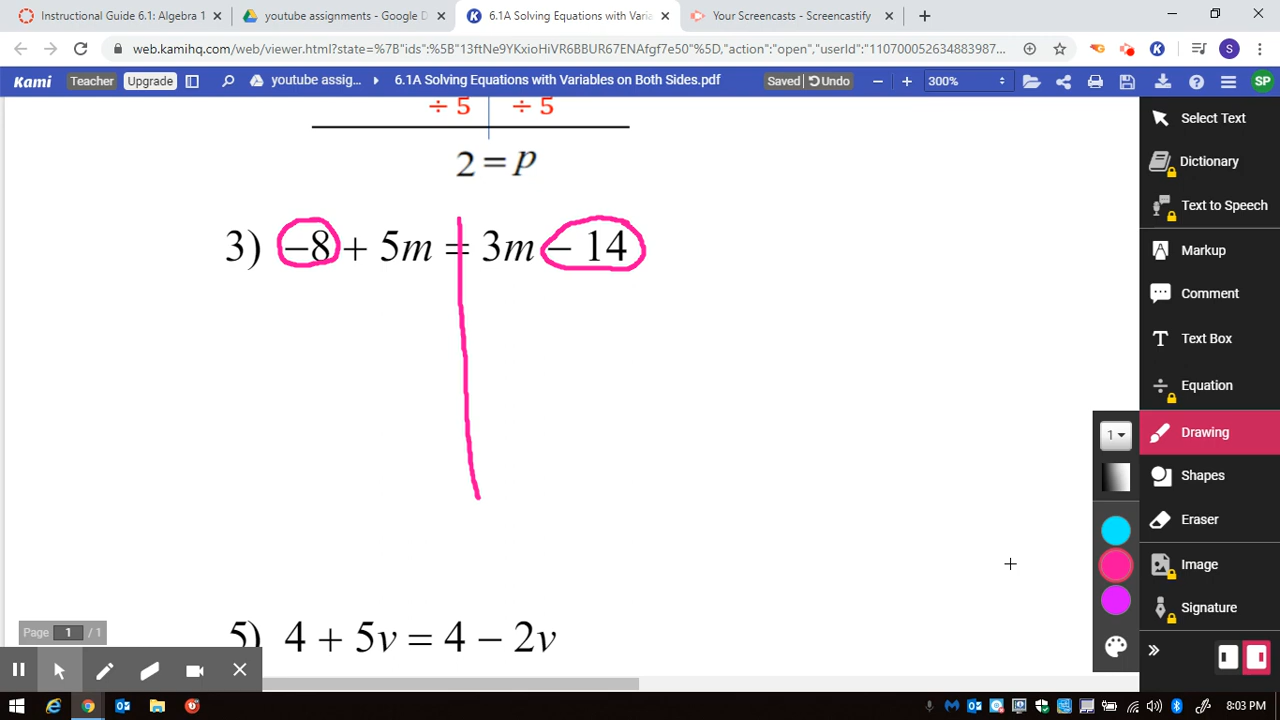 Instructional Guide 6.1: Algebra 1
youtube assignments - Google D
6.1A Solving Equations with Varia
Your Screencasts - Screencastify
web.kamihq.com/web/viewer.html?state=%7B"ids":%5B"13ftNe9YKxioHiVR6BBUR67ENAfgf7e50"%5D,"action":"open","userId":"110700052634883987...
Kami Teacher Upgrade youtube assig... 6.1A Solving Equations with Variables on Both Sides.pdf Saved Undo 300% SP
÷ 5 ÷ 5
2 = p
3) −8 + 5m = 3m − 14
5) 4 + 5v = 4 − 2v
Select Text
Dictionary
Text to Speech
Markup
Comment
Text Box
Equation
Drawing
Shapes
Eraser
Image
Signature
1
Page 1 / 1
8:03 PM